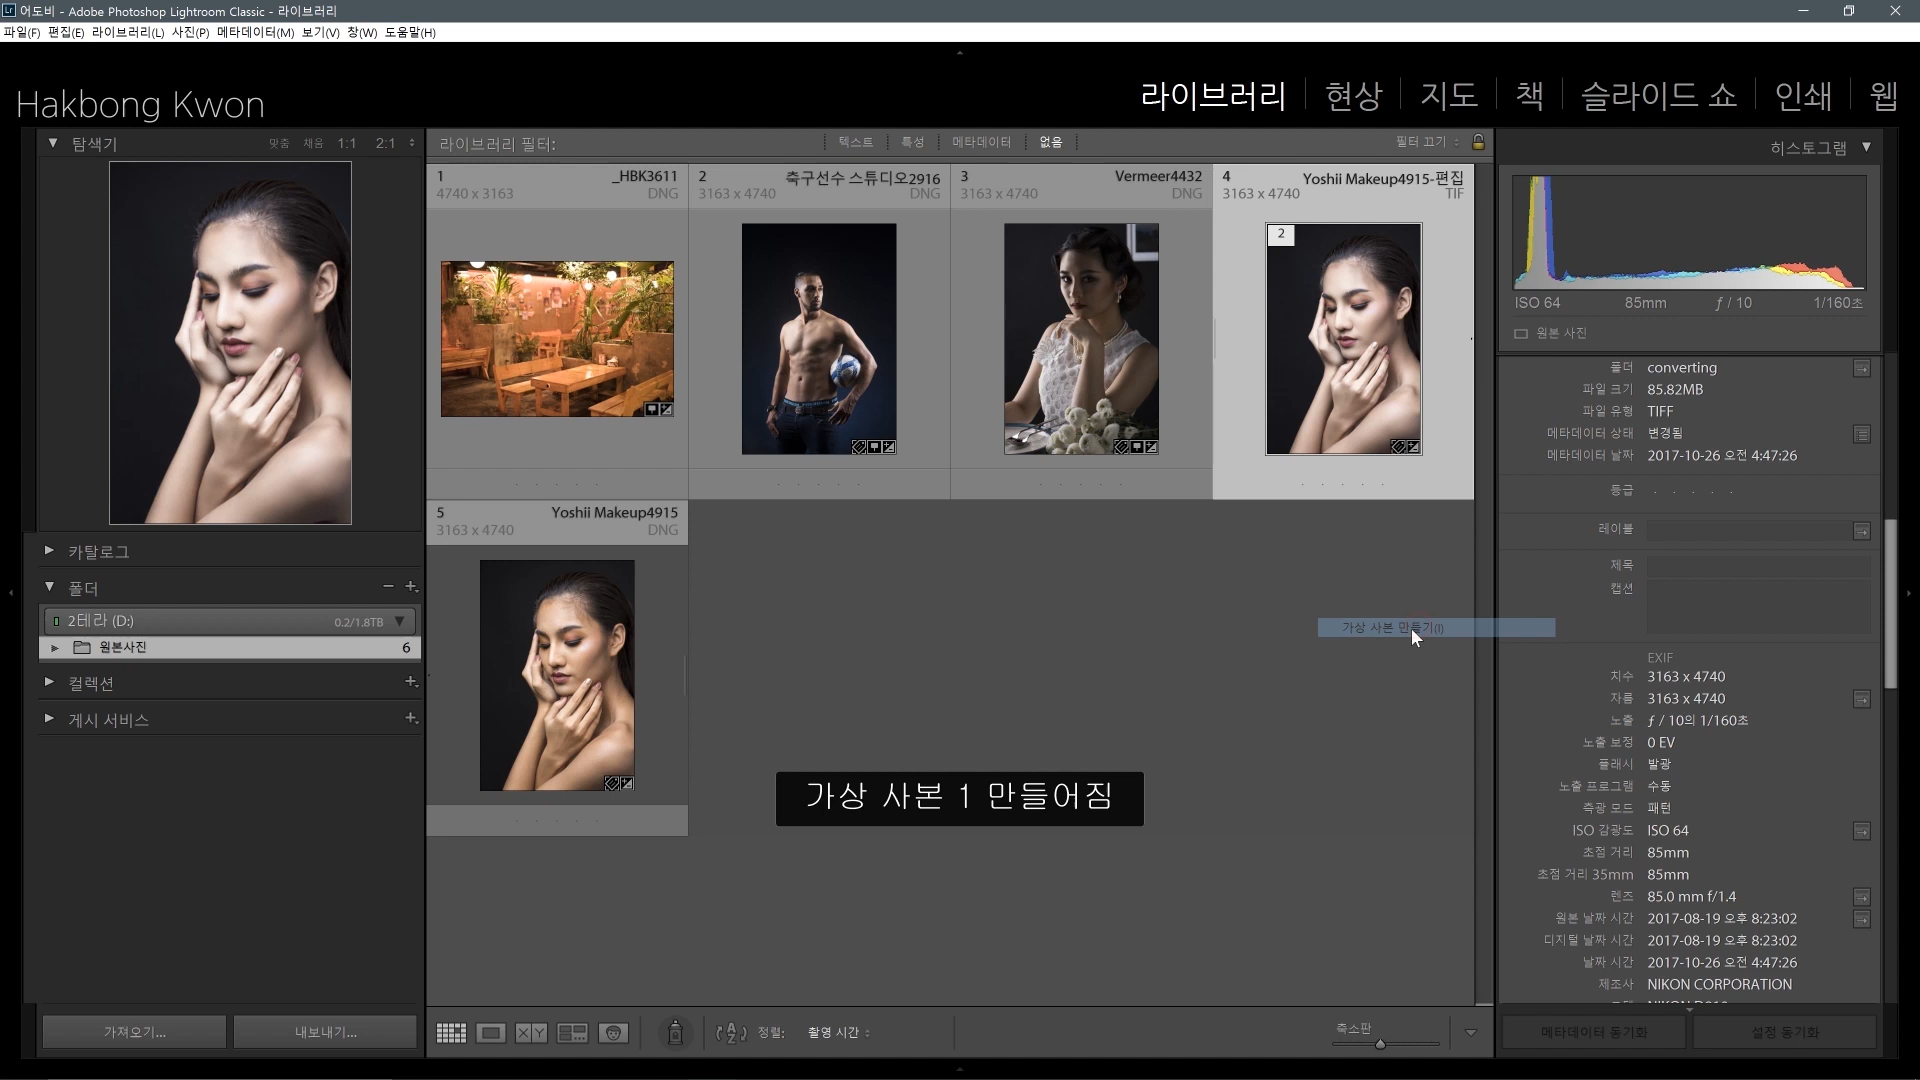 Lr 어도비 - Adobe Photoshop Lightroom Classic - 라이브러리
파일(F) 편집(E) 라이브러리(L) 사진(P) 메타데이터(M) 보기(V) 창(W) 도움말(H)
Hakbong Kwon
라이브러리 현상 지도 책 슬라이드 쇼 인쇄 웹
탐색기 맞춤 채움 1:1 2:1
카탈로그
폴더
2테라 (D:) 0.2/1.8TB
원본사진 6
컬렉션
게시 서비스
가져오기... 내보내기...
라이브러리 필터: 텍스트 특성 메타데이터 없음 필터 끄기
1 _HBK3611
4740 x 3163 DNG
2 축구선수 스튜디오2916
3163 x 4740 DNG
3 Vermeer4432
3163 x 4740 DNG
4 Yoshii Makeup4915-편집
3163 x 4740 TIF
2
5 Yoshii Makeup4915
3163 x 4740 DNG
가상 사본 만들기(I)
가상 사본 1 만들어짐
XY
정렬: 촬영 시간
축소판
히스토그램
ISO 64 85mm ƒ / 10 1/160초
원본 사진
폴더 converting
파일 크기 85.82MB
파일 유형 TIFF
메타데이터 상태 변경됨
메타데이터 날짜 2017-10-26 오전 4:47:26
등급
레이블
제목
캡션
EXIF
치수 3163 x 4740
자름 3163 x 4740
노출 ƒ / 10의 1/160초
노출 보정 0 EV
플래시 발광
노출 프로그램 수동
측광 모드 패턴
ISO 감광도 ISO 64
초점 거리 85mm
초점 거리 35mm 85mm
렌즈 85.0 mm f/1.4
원본 날짜 시간 2017-08-19 오후 8:23:02
디지털 날짜 시간 2017-08-19 오후 8:23:02
날짜 시간 2017-10-26 오전 4:47:26
제조사 NIKON CORPORATION
메타데이터 동기화 설정 동기화